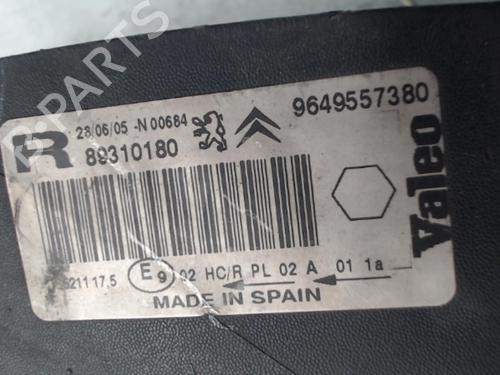 B PARTS
R
28/06/05 -N 00684
89310180
9649557380
Valeo
21117,5
E9 02 HC/R PL 02 A 01 1a
MADE IN SPAIN